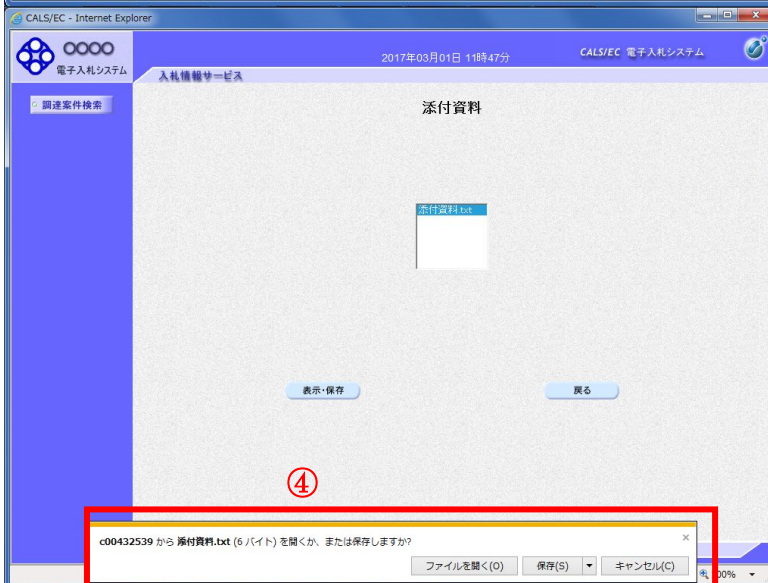 CALS/EC - Internet Explorer
OOOO
電子入札システム
2017年03月01日 11時47分
CALS/EC 電子入札システム
入札情報サービス
調達案件検索
添付資料
添付資料.txt
表示・保存
戻る
④
c00432539 から 添付資料.txt (6 バイト) を開くか、または保存しますか?
×
ファイルを開く(O)
保存(S)
キャンセル(C)
00%